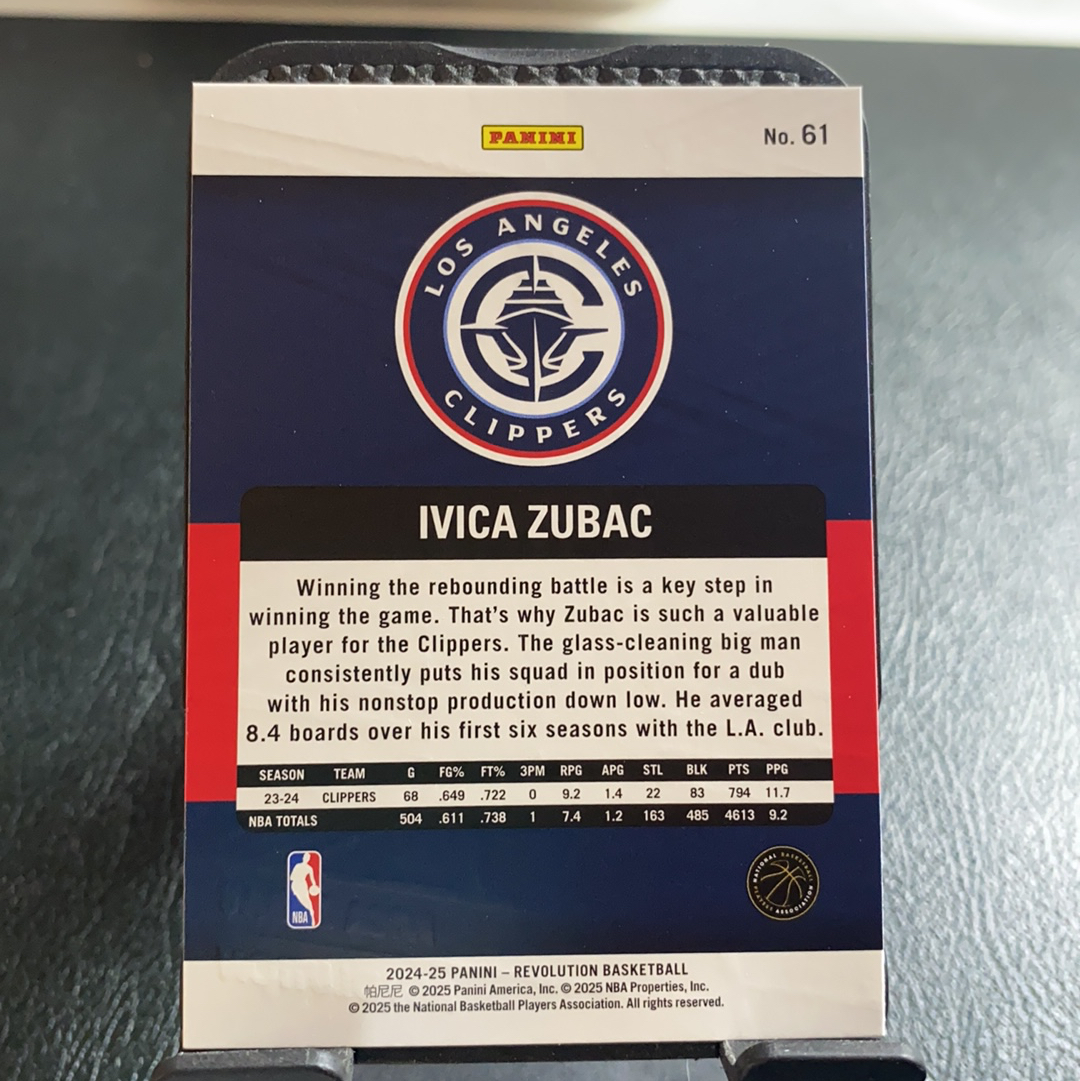 PANINI
No. 61
LOS ANGELES
CLIPPERS
IVICA ZUBAC
Winning the rebounding battle is a key step in
winning the game. That's why Zubac is such a valuable
player for the Clippers. The glass-cleaning big man
consistently puts his squad in position for a dub
with his nonstop production down low. He averaged
8.4 boards over his first six seasons with the L.A. club.
SEASON TEAM G FG% FT% 3PM RPG APG STL BLK PTS PPG
23-24 CLIPPERS 68 .649 .722 0 9.2 1.4 22 83 794 11.7
NBA TOTALS 504 .611 .738 1 7.4 1.2 163 485 4613 9.2
NBA
NATIONAL BASKETBALL
PLAYERS ASSOCIATION
2024-25 PANINI – REVOLUTION BASKETBALL
帕尼尼 © 2025 Panini America, Inc. © 2025 NBA Properties, Inc.
© 2025 the National Basketball Players Association. All rights reserved.